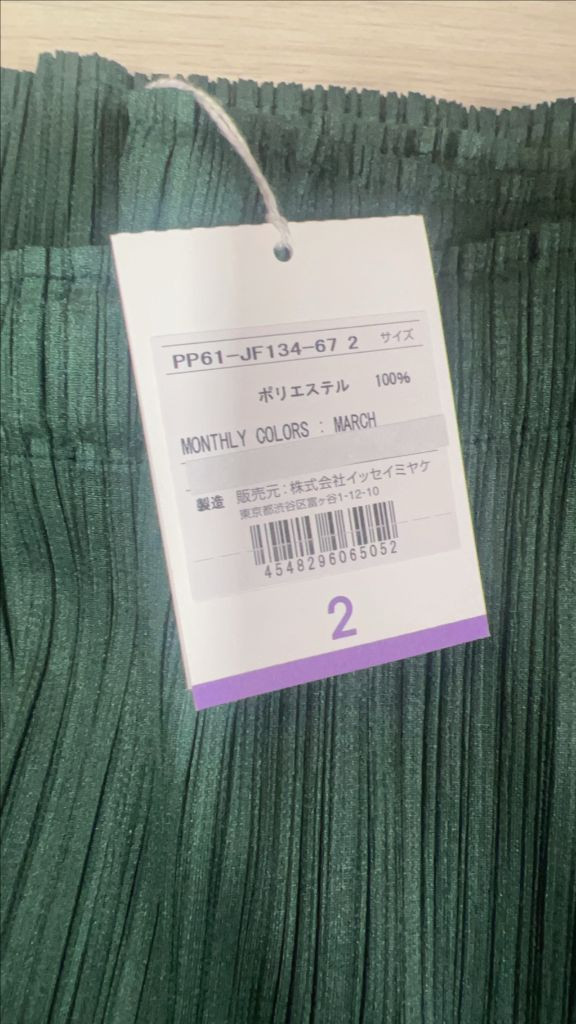 PP61-JF134-67 2 サイズ
ポリエステル 100%
MONTHLY COLORS : MARCH
製造 販売元:株式会社イッセイミヤケ
東京都渋谷区富ヶ谷1-12-10
4548296065052
2